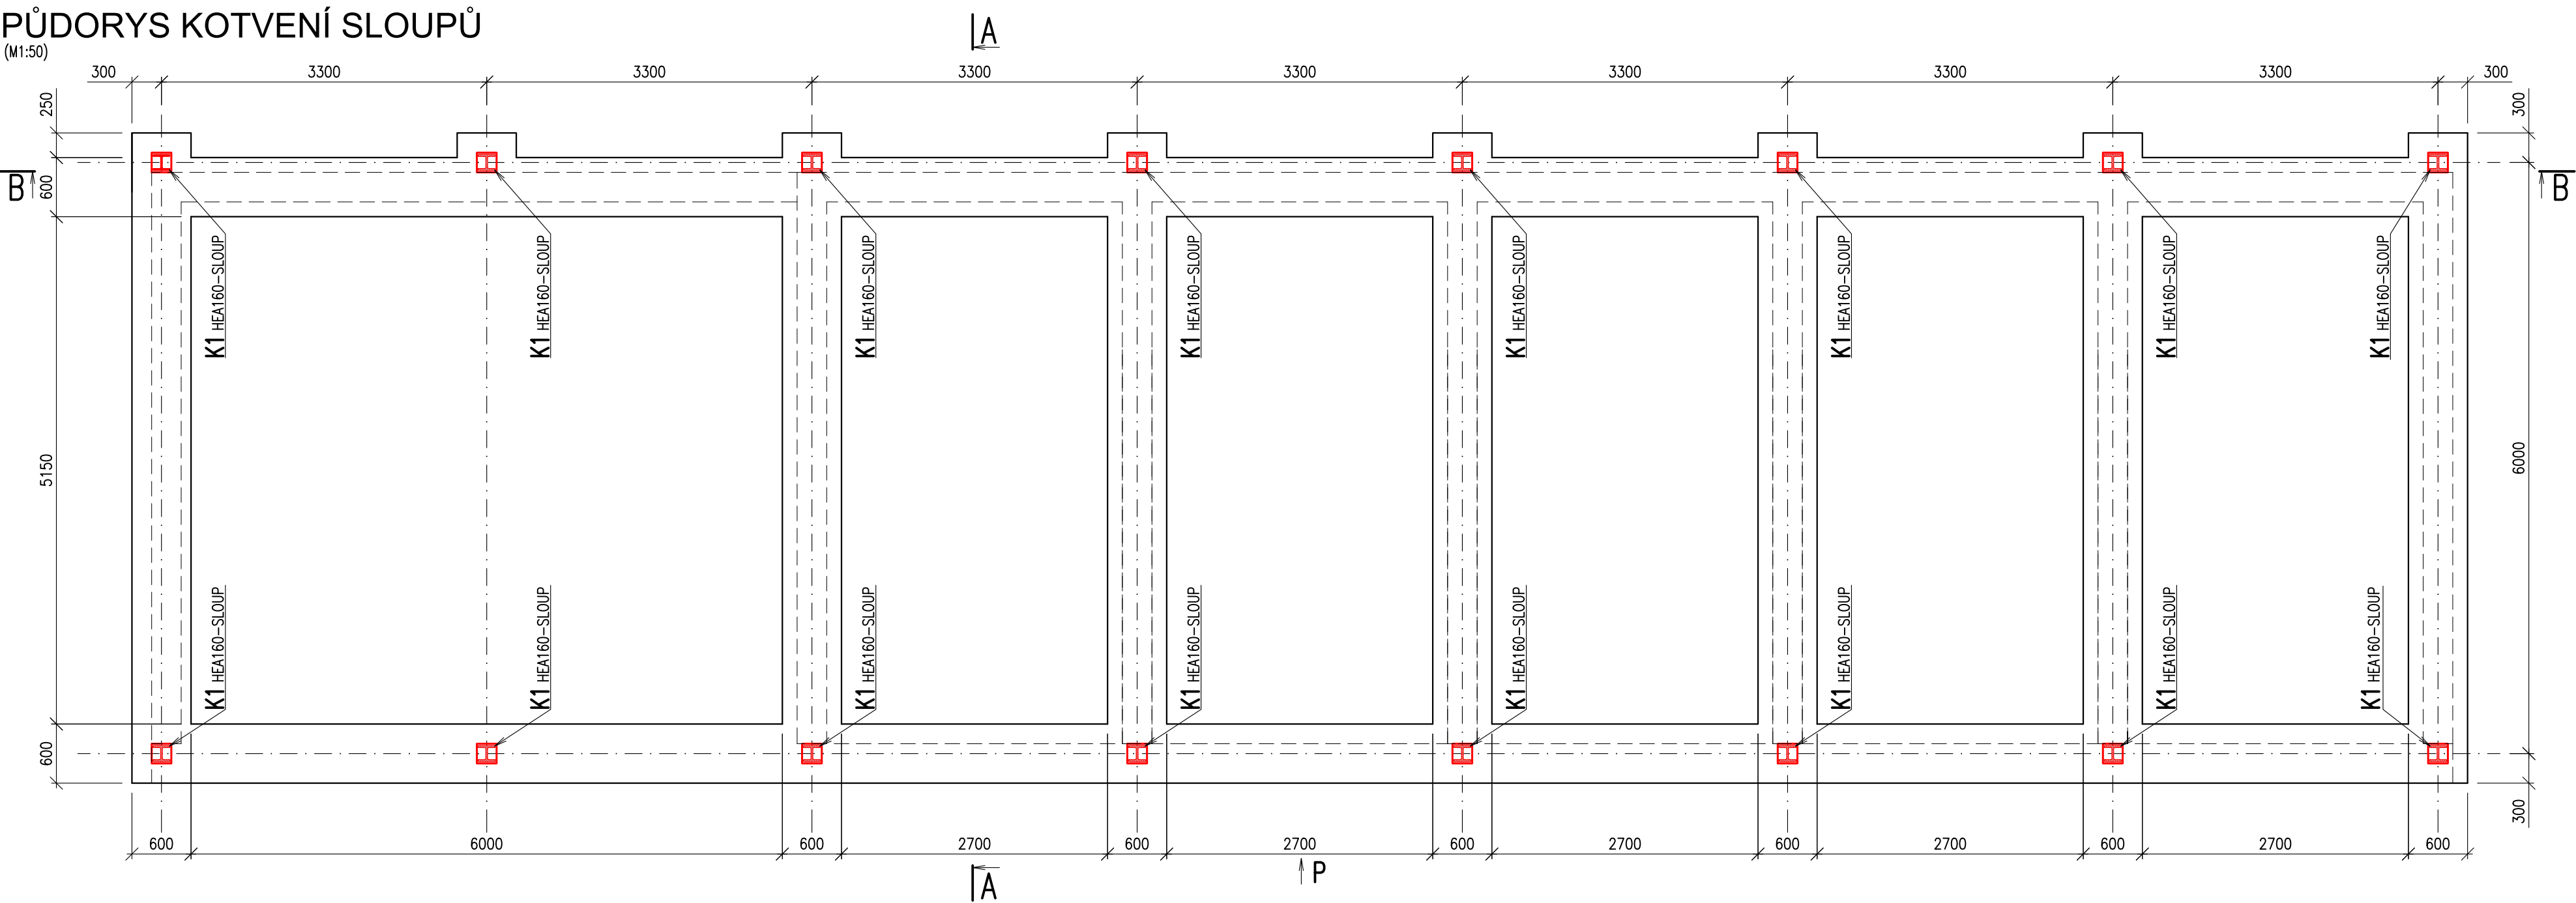 PŮDORYS KOTVENÍ SLOUPŮ
(M1:50)
A
300 3300 3300 3300 3300 3300 3300 3300 300
250
300
B
600
B
K1 HEA160-SLOUP
K1 HEA160-SLOUP
K1 HEA160-SLOUP
K1 HEA160-SLOUP
K1 HEA160-SLOUP
K1 HEA160-SLOUP
K1 HEA160-SLOUP
K1 HEA160-SLOUP
5150
6000
K1 HEA160-SLOUP
K1 HEA160-SLOUP
K1 HEA160-SLOUP
K1 HEA160-SLOUP
K1 HEA160-SLOUP
K1 HEA160-SLOUP
K1 HEA160-SLOUP
K1 HEA160-SLOUP
600
300
600 6000 600 2700 600 2700 600 2700 600 2700 600 2700 600
A
P